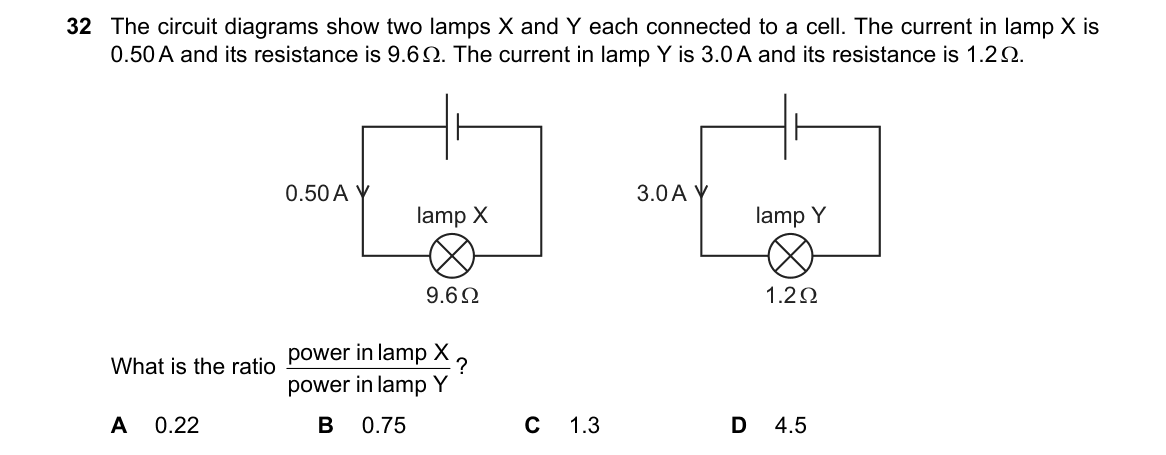 32 The circuit diagrams show two lamps X and Y each connected to a cell. The current in lamp X is
0.50 A and its resistance is 9.6 Ω. The current in lamp Y is 3.0 A and its resistance is 1.2 Ω.
0.50 A
lamp X
9.6 Ω
3.0 A
lamp Y
1.2 Ω
What is the ratio power in lamp X / power in lamp Y ?
A 0.22 B 0.75 C 1.3 D 4.5